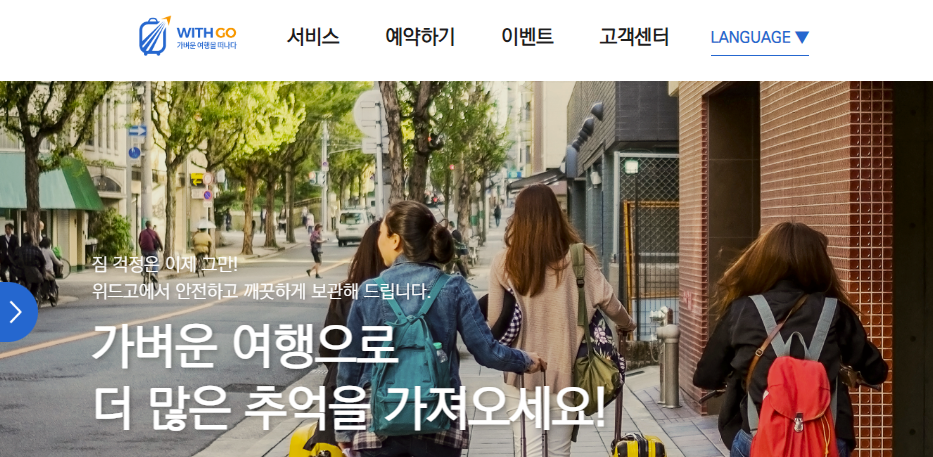 WITH GO
가벼운 여행을 떠나다
서비스
예약하기
이벤트
고객센터
LANGUAGE ▼
짐 걱정은 이제 그만!
위드고에서 안전하고 깨끗하게 보관해 드립니다.
가벼운 여행으로
더 많은 추억을 가져오세요!